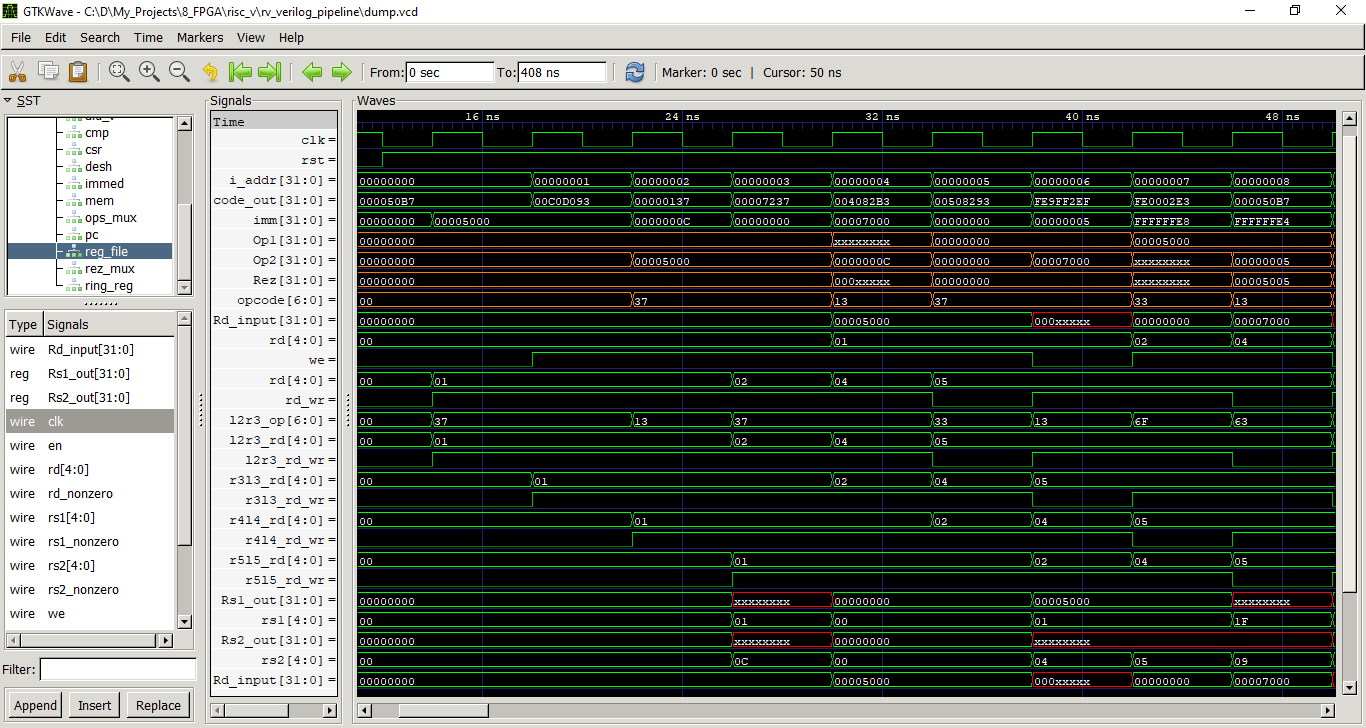 GTKWave - C:\D\My_Projects\8_FPGA\risc_v\rv_verilog_pipeline\dump.vcd
File Edit Search Time Markers View Help
From: 0 sec To: 408 ns Marker: 0 sec | Cursor: 50 ns
SST
cmp
csr
desh
immed
mem
ops_mux
pc
reg_file
rez_mux
ring_reg
Type Signals
wire Rd_input[31:0]
reg Rs1_out[31:0]
reg Rs2_out[31:0]
wire clk
wire en
wire rd[4:0]
wire rd_nonzero
wire rs1[4:0]
wire rs1_nonzero
wire rs2[4:0]
wire rs2_nonzero
wire we
Filter:
Append Insert Replace
Signals
Time
clk =
rst =
i_addr[31:0] =
code_out[31:0] =
imm[31:0] =
Op1[31:0] =
Op2[31:0] =
Rez[31:0] =
opcode[6:0] =
Rd_input[31:0] =
rd[4:0] =
we =
rd[4:0] =
rd_wr =
l2r3_op[6:0] =
l2r3_rd[4:0] =
l2r3_rd_wr =
r3l3_rd[4:0] =
r3l3_rd_wr =
r4l4_rd[4:0] =
r4l4_rd_wr =
r5l5_rd[4:0] =
r5l5_rd_wr =
Rs1_out[31:0] =
rs1[4:0] =
Rs2_out[31:0] =
rs2[4:0] =
Rd_input[31:0] =
Waves
16 ns 24 ns 32 ns 40 ns 48 ns
00000000 00000001 00000002 00000003 00000004 00000005 00000006 00000007 00000008
000050B7 00C0D093 00000137 00007237 004082B3 00508293 FE9FF2EF FE0002E3 000050B7
00000000 00005000 0000000C 00000000 00007000 00000000 00000005 FFFFFFE8 FFFFFFE4
00000000 xxxxxxxx 00000000 00005000
00000000 00005000 0000000C 00000000 00007000 xxxxxxxx 00000005
00000000 000xxxxx 00000000 xxxxxxxx 00005005
00 37 13 37 33 13
00000000 00005000 000xxxxx 00000000 00007000
00 01 02 04
00 01 02 04 05
00 37 13 37 33 13 6F 63
00 01 02 04 05
00 01 02 04 05
00 01 02 04 05
00 01 02 04 05
00000000 xxxxxxxx 00000000 00005000 xxxxxxxx
00 01 00 01 1F
00000000 xxxxxxxx 00000000 xxxxxxxx
00 0C 00 04 05 09
00000000 00005000 000xxxxx 00000000 00007000